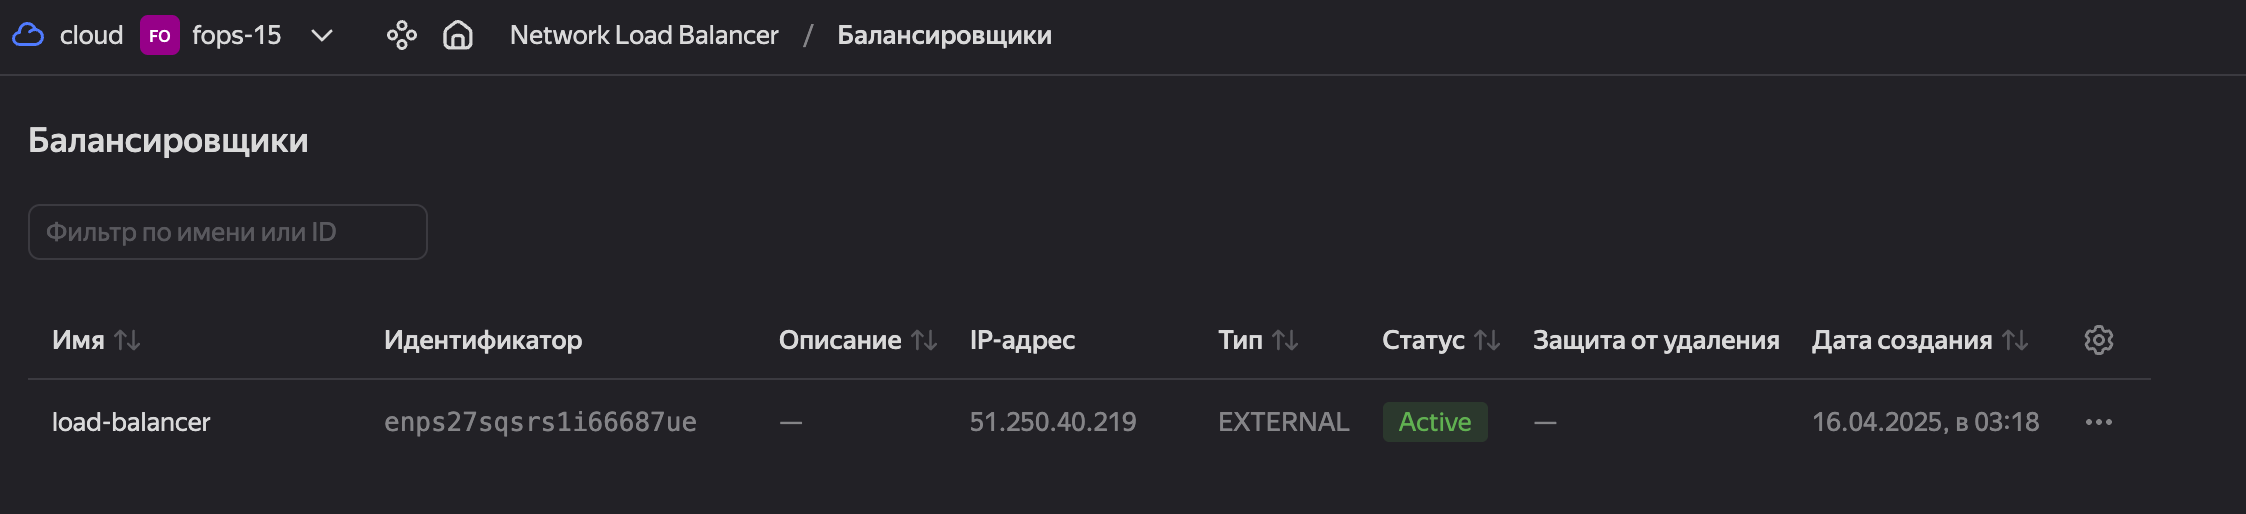 cloud FO fops-15 Network Load Balancer / Балансировщики
Балансировщики
Фильтр по имени или ID
Имя Идентификатор Описание IP-адрес Тип Статус Защита от удаления Дата создания
load-balancer enps27sqsrs1i66687ue — 51.250.40.219 EXTERNAL Active — 16.04.2025, в 03:18